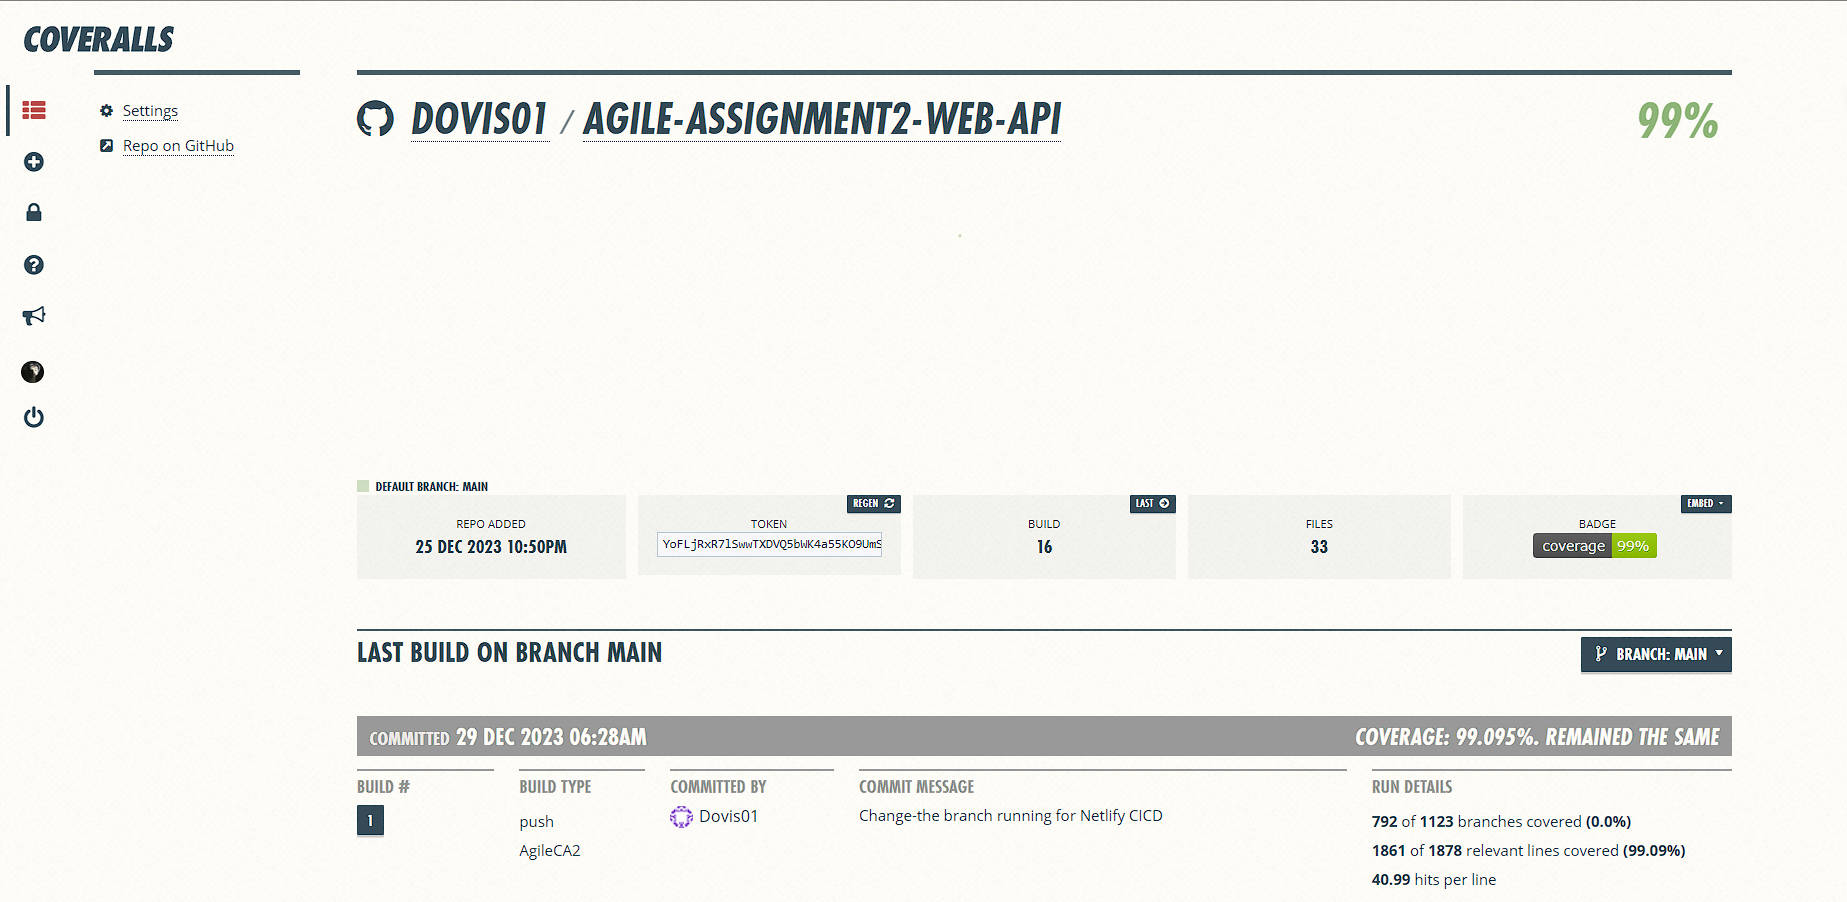 COVERALLS
Settings
Repo on GitHub
DOVIS01 / AGILE-ASSIGNMENT2-WEB-API
99%
DEFAULT BRANCH: MAIN
REPO ADDED
25 DEC 2023 10:50PM
REGEN
TOKEN
YoFLjRxR7lSwwTXDVQ5bWK4a55KO9UmS
LAST
BUILD
16
FILES
33
EMBED
BADGE
coverage 99%
LAST BUILD ON BRANCH MAIN
BRANCH: MAIN
COMMITTED 29 DEC 2023 06:28AM
COVERAGE: 99.095%. REMAINED THE SAME
BUILD #
1
BUILD TYPE
push
AgileCA2
COMMITTED BY
Dovis01
COMMIT MESSAGE
Change-the branch running for Netlify CICD
RUN DETAILS
792 of 1123 branches covered (0.0%)
1861 of 1878 relevant lines covered (99.09%)
40.99 hits per line